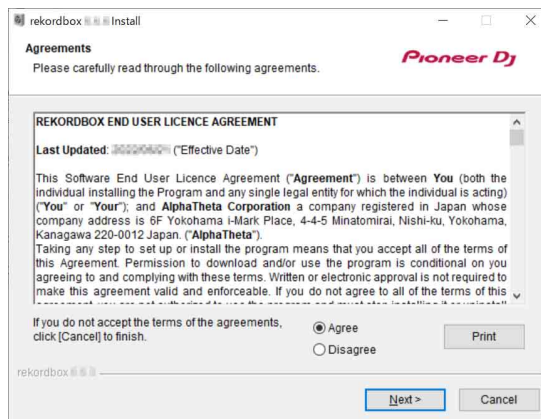 rekordbox Install
Agreements
Please carefully read through the following agreements.
Pioneer Dj
REKORDBOX END USER LICENCE AGREEMENT
Last Updated: ("Effective Date")
This Software End User Licence Agreement ("Agreement") is between You (both the
individual installing the Program and any single legal entity for which the individual is acting)
("You" or "Your"); and AlphaTheta Corporation a company registered in Japan whose
company address is 6F Yokohama i-Mark Place, 4-4-5 Minatomirai, Nishi-ku, Yokohama,
Kanagawa 220-0012 Japan. ("AlphaTheta").
Taking any step to set up or install the program means that you accept all of the terms of
this Agreement. Permission to download and/or use the program is conditional on you
agreeing to and complying with these terms. Written or electronic approval is not required to
make this agreement valid and enforceable. If you do not agree to all of the terms of this
If you do not accept the terms of the agreements,
click [Cancel] to finish.
Agree
Disagree
Print
rekordbox
Next >
Cancel